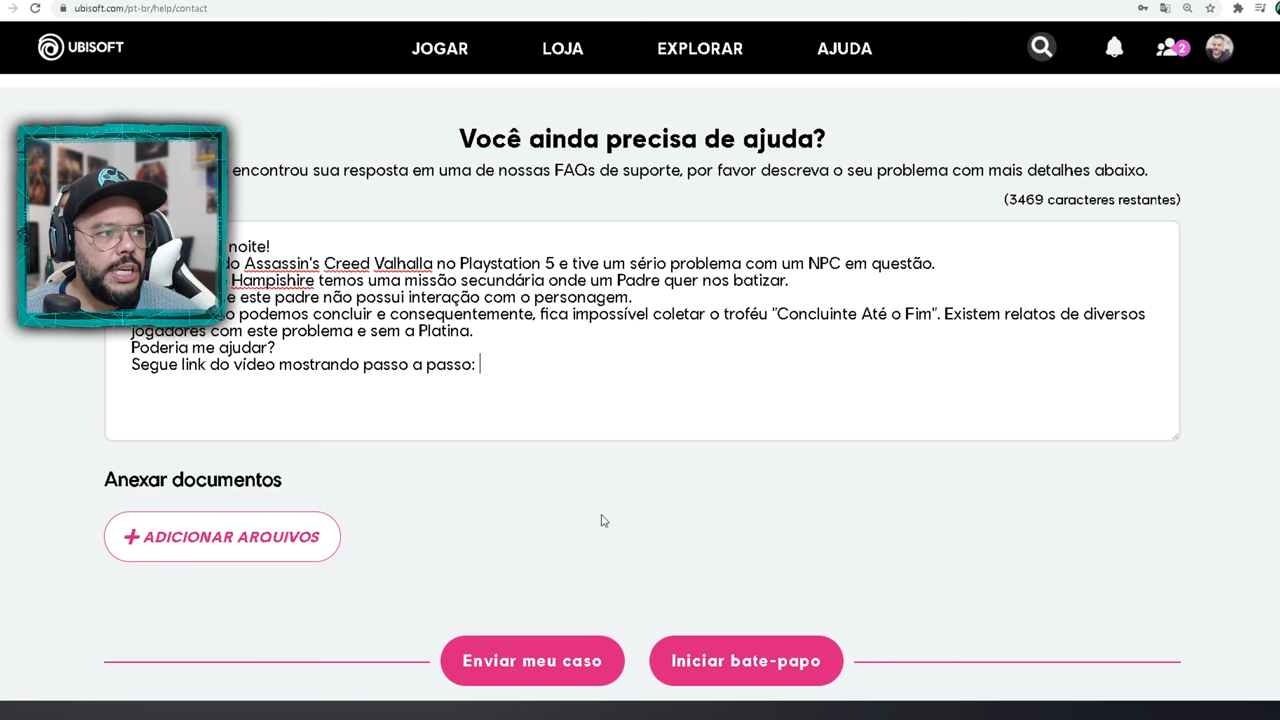 ubisoft.com/pt-br/help/contact
UBISOFT
JOGAR
LOJA
EXPLORAR
AJUDA
2
Você ainda precisa de ajuda?
encontrou sua resposta em uma de nossas FAQs de suporte, por favor descreva o seu problema com mais detalhes abaixo.
(3469 caracteres restantes)
noite!
do Assassin's Creed Valhalla no Playstation 5 e tive um sério problema com um NPC em questão.
Hampishire temos uma missão secundária onde um Padre quer nos batizar.
e este padre não possui interação com o personagem.
o podemos concluir e consequentemente, fica impossível coletar o troféu "Concluinte Até o Fim". Existem relatos de diversos
jogadores com este problema e sem a Platina.
Poderia me ajudar?
Segue link do vídeo mostrando passo a passo:
Anexar documentos
+ ADICIONAR ARQUIVOS
Enviar meu caso
Iniciar bate-papo